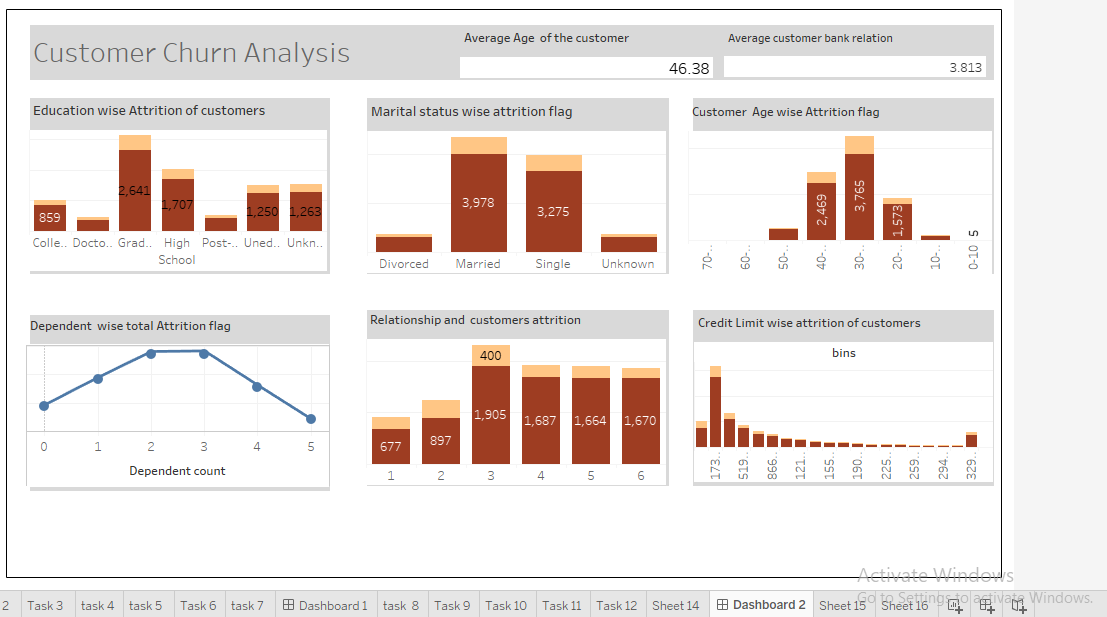 Customer Churn Analysis
Average Age of the customer
46.38
Average customer bank relation
3.813
Education wise Attrition of customers
859
2,641
1,707
1,250
1,263
Colle..
Docto..
Grad..
High School
Post-..
Uned..
Unkn..
Marital status wise attrition flag
3,978
3,275
Divorced
Married
Single
Unknown
Customer Age wise Attrition flag
2,469
3,765
1,573
5
70-..
60-..
50-..
40-..
30-..
20-..
10-..
0-10
Dependent wise total Attrition flag
0
1
2
3
4
5
Dependent count
Relationship and customers attrition
400
677
897
1,905
1,687
1,664
1,670
1
2
3
4
5
6
Credit Limit wise attrition of customers
bins
173..
519..
866..
121..
155..
190..
225..
259..
294..
329..
Activate Windows
Go to Settings to activate Windows.
2
Task 3
task 4
task 5
Task 6
task 7
Dashboard 1
task 8
Task 9
Task 10
Task 11
Task 12
Sheet 14
Dashboard 2
Sheet 15
Sheet 16